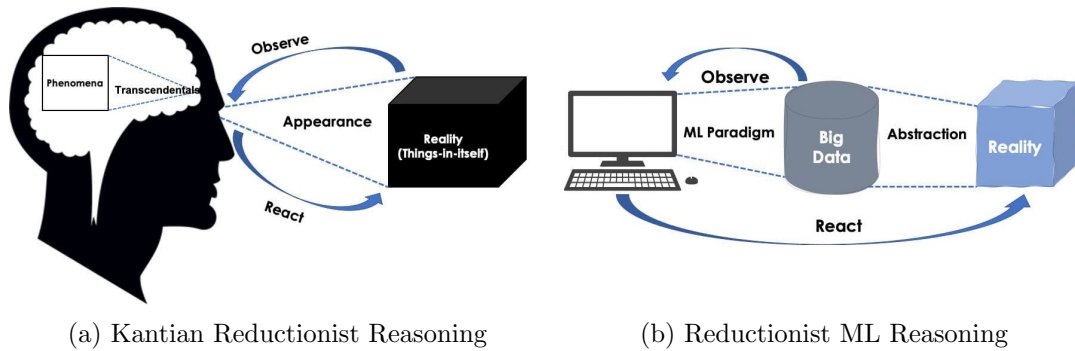 Observe
Phenomena
Transcendentals
Appearance
Reality
(Things-in-itself)
React
(a) Kantian Reductionist Reasoning
Observe
ML Paradigm
Big
Data
Abstraction
Reality
React
(b) Reductionist ML Reasoning